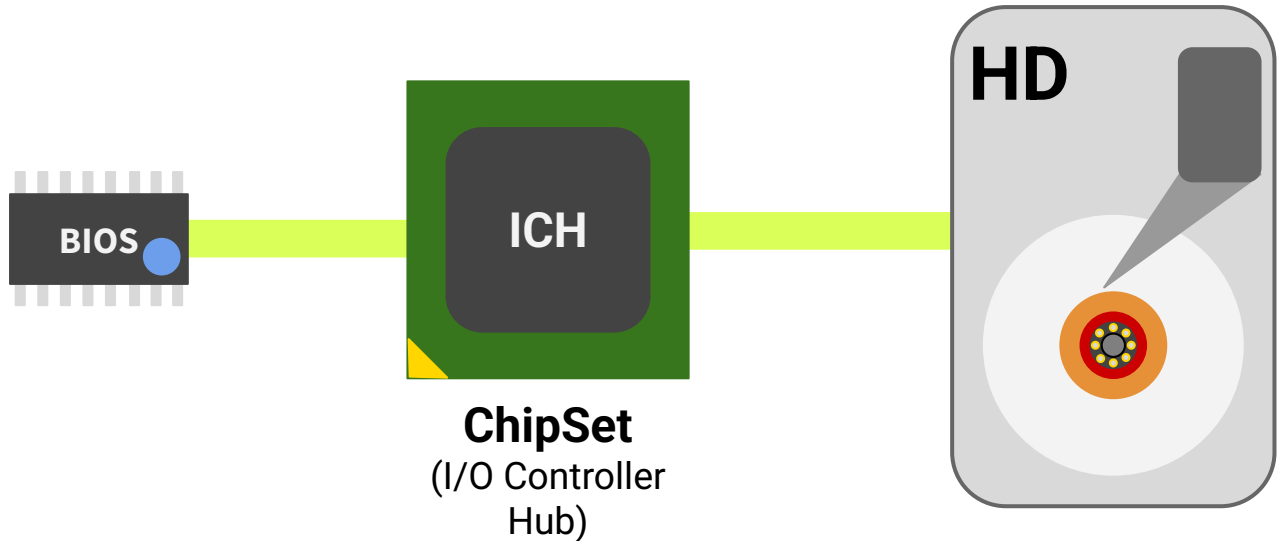 HD
BIOS
ICH
ChipSet
(I/O Controller
Hub)